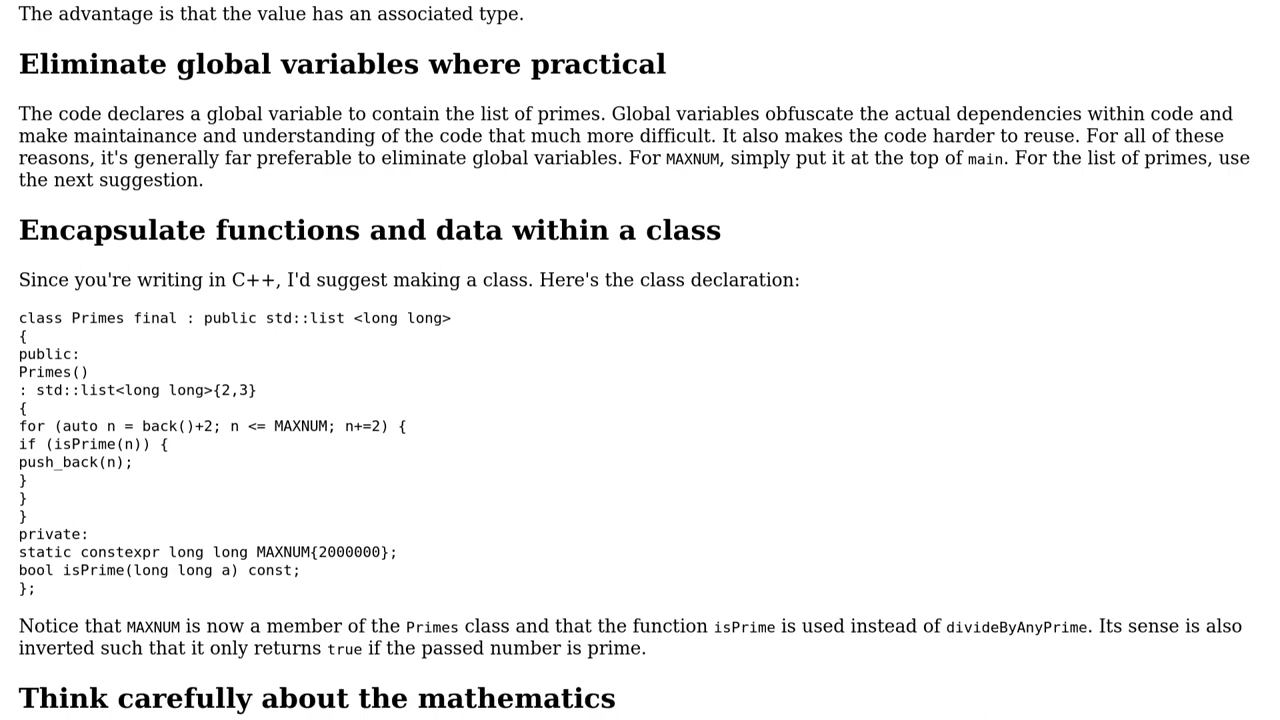 The advantage is that the value has an associated type.
Eliminate global variables where practical
The code declares a global variable to contain the list of primes. Global variables obfuscate the actual dependencies within code and
make maintainance and understanding of the code that much more difficult. It also makes the code harder to reuse. For all of these
reasons, it's generally far preferable to eliminate global variables. For MAXNUM, simply put it at the top of main. For the list of primes, use
the next suggestion.
Encapsulate functions and data within a class
Since you're writing in C++, I'd suggest making a class. Here's the class declaration:
class Primes final : public std::list <long long>
{
public:
Primes()
: std::list<long long>{2,3}
{
for (auto n = back()+2; n <= MAXNUM; n+=2) {
if (isPrime(n)) {
push_back(n);
}
}
}
private:
static constexpr long long MAXNUM{2000000};
bool isPrime(long long a) const;
};
Notice that MAXNUM is now a member of the Primes class and that the function isPrime is used instead of divideByAnyPrime. Its sense is also
inverted such that it only returns true if the passed number is prime.
Think carefully about the mathematics